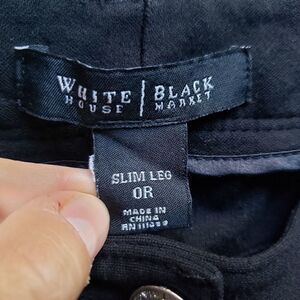 WHITE | BLACK
HOUSE | MARKET
SLIM LEG
0R
MADE IN
CHINA